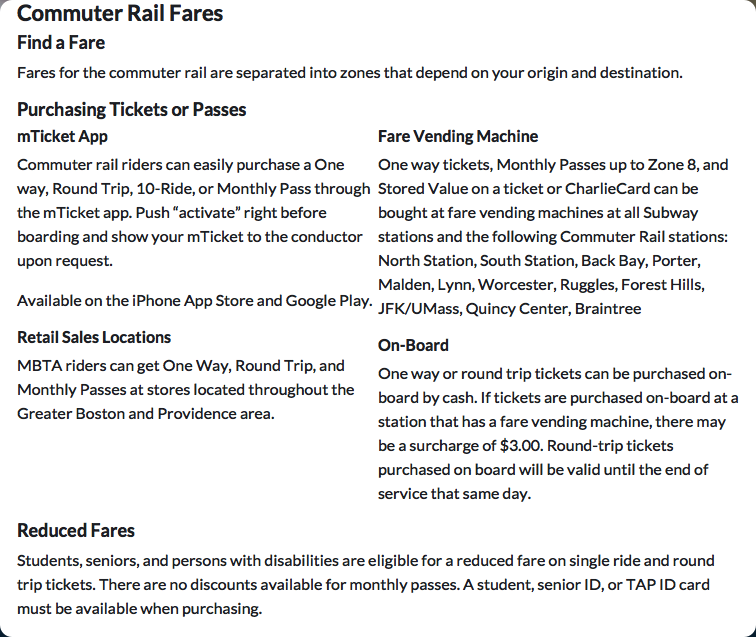 Commuter Rail Fares
Find a Fare
Fares for the commuter rail are separated into zones that depend on your origin and destination.
Purchasing Tickets or Passes
mTicket App
Commuter rail riders can easily purchase a One
way, Round Trip, 10-Ride, or Monthly Pass through
the mTicket app. Push “activate” right before
boarding and show your mTicket to the conductor
upon request.
Available on the iPhone App Store and Google Play.
Retail Sales Locations
MBTA riders can get One Way, Round Trip, and
Monthly Passes at stores located throughout the
Greater Boston and Providence area.
Fare Vending Machine
One way tickets, Monthly Passes up to Zone 8, and
Stored Value on a ticket or CharlieCard can be
bought at fare vending machines at all Subway
stations and the following Commuter Rail stations:
North Station, South Station, Back Bay, Porter,
Malden, Lynn, Worcester, Ruggles, Forest Hills,
JFK/UMass, Quincy Center, Braintree
On-Board
One way or round trip tickets can be purchased on-
board by cash. If tickets are purchased on-board at a
station that has a fare vending machine, there may
be a surcharge of $3.00. Round-trip tickets
purchased on board will be valid until the end of
service that same day.
Reduced Fares
Students, seniors, and persons with disabilities are eligible for a reduced fare on single ride and round
trip tickets. There are no discounts available for monthly passes. A student, senior ID, or TAP ID card
must be available when purchasing.